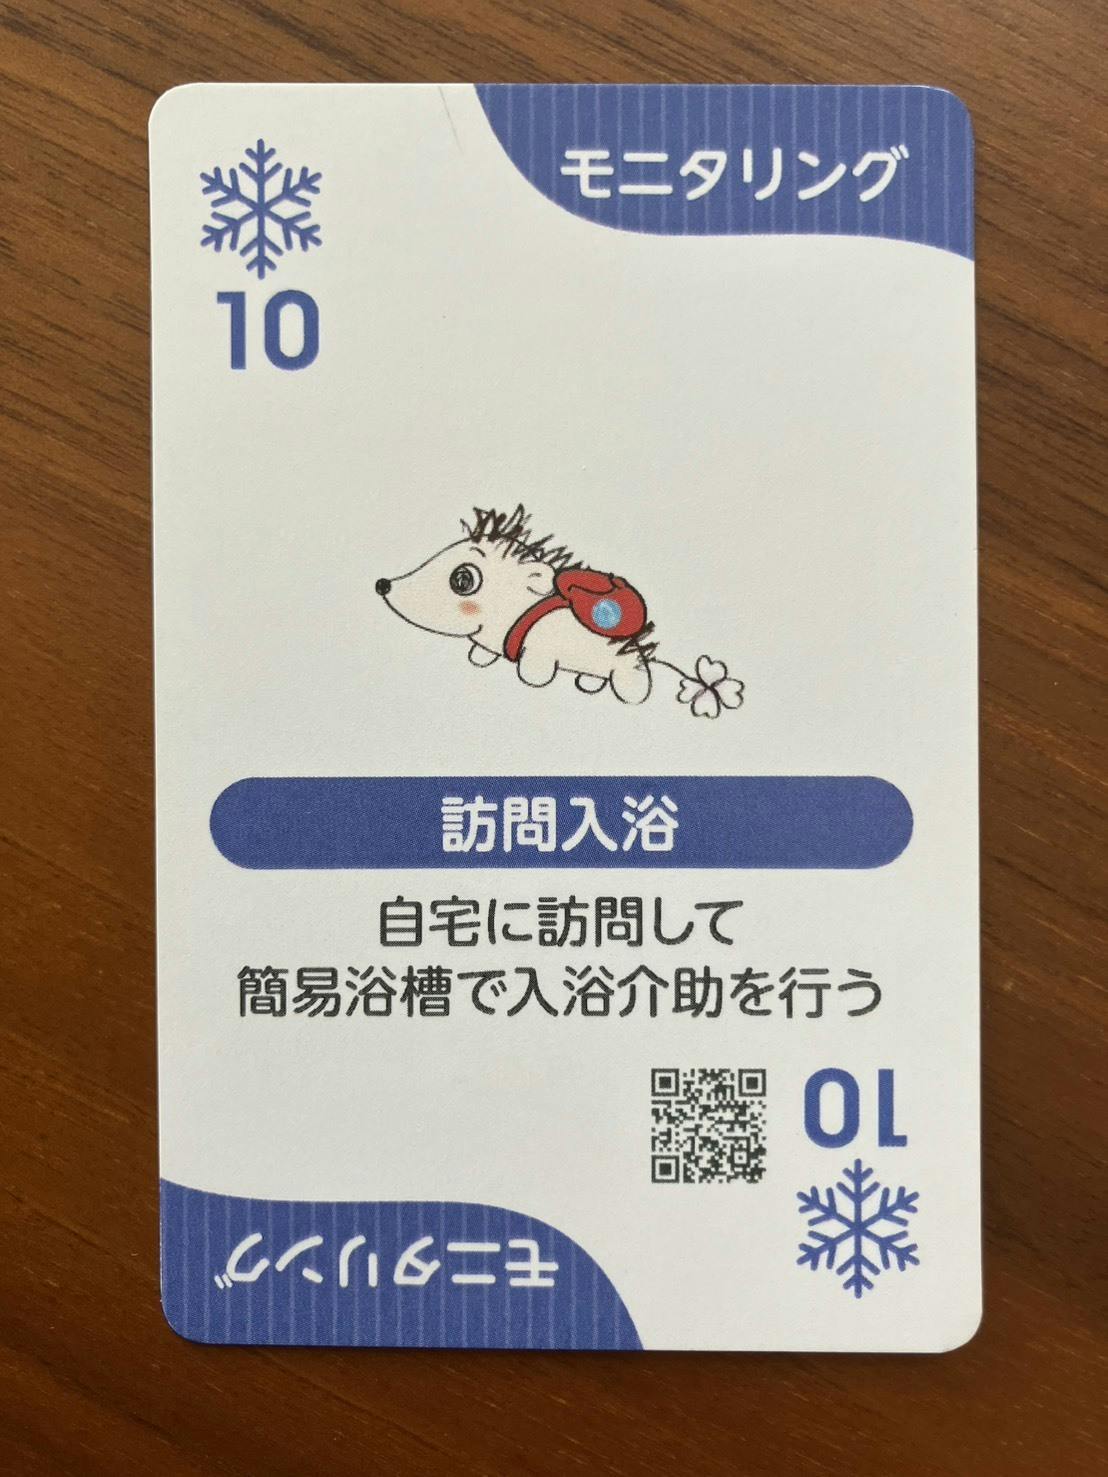 モニタリング
10
訪問入浴
自宅に訪問して
簡易浴槽で入浴介助を行う
10
モニタリング